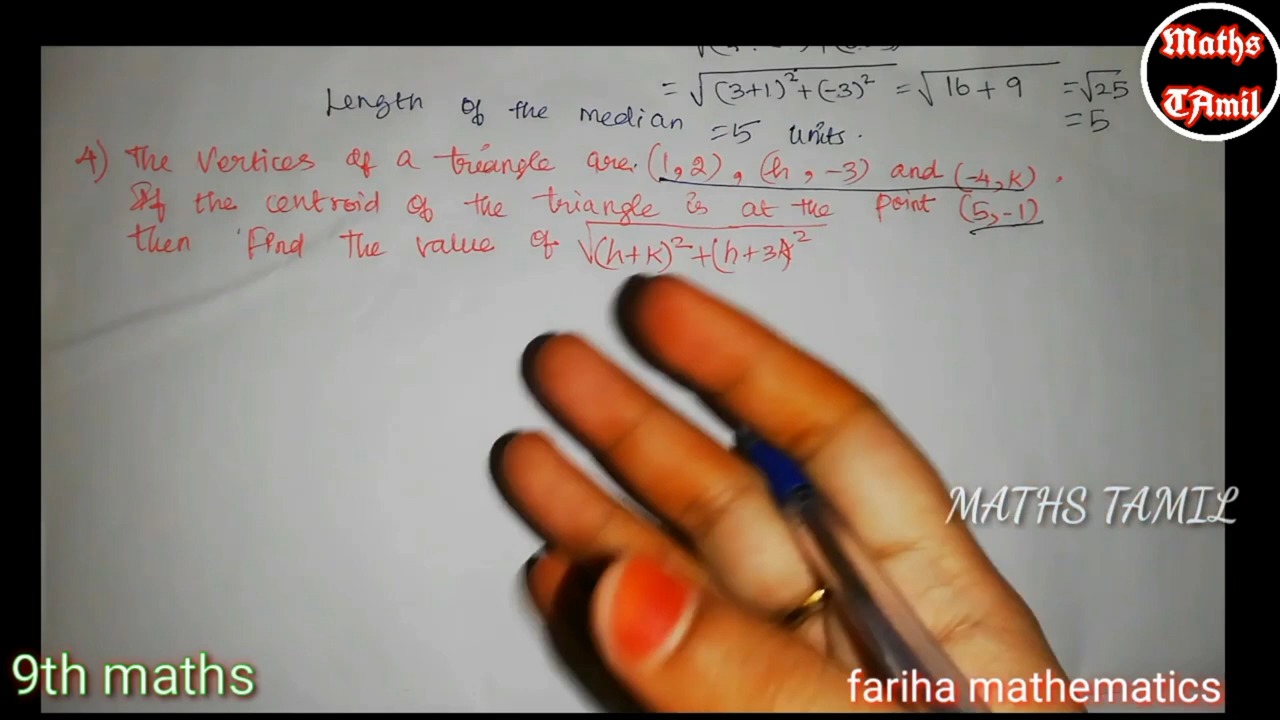 Maths
TAmil
= √(3+1)²+(-3)² = √16+9 = √25
Length of the median = 5 units. = 5
4) The vertices of a triangle are (1,2), (h,-3) and (-4,k).
If the centroid of the triangle is at the point (5,-1)
then Find the value of √(h+k)²+(h+3k)²
MATHS TAMIL
9th maths
fariha mathematics